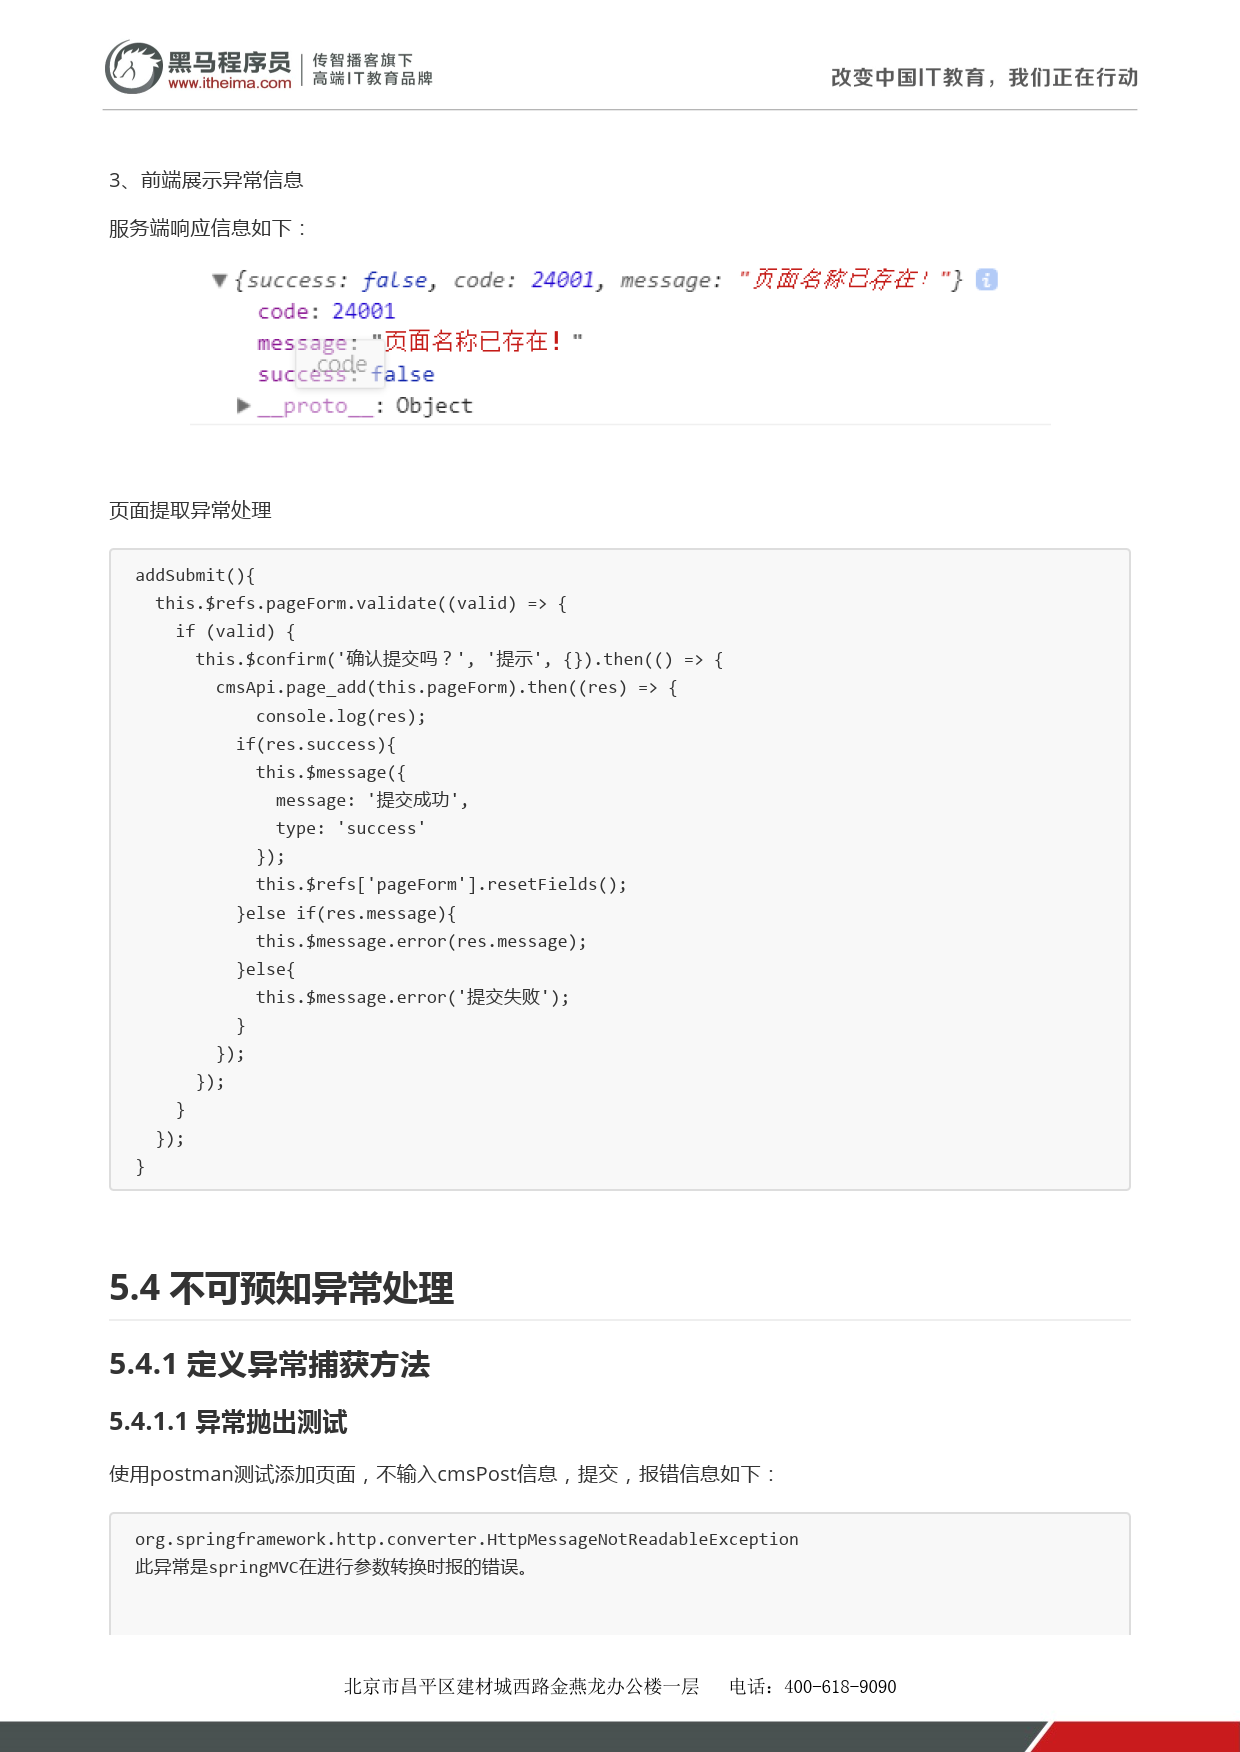 黑马程序员
www.itheima.com
传智播客旗下
高端IT教育品牌
改变中国IT教育，我们正在行动
3、前端展示异常信息
服务端响应信息如下：
▼{success: false, code: 24001, message: "页面名称已存在！"} i
code: 24001
message: "页面名称已存在！"
code
success: false
▶__proto__: Object
页面提取异常处理
addSubmit(){
  this.$refs.pageForm.validate((valid) => {
    if (valid) {
      this.$confirm('确认提交吗？', '提示', {}).then(() => {
        cmsApi.page_add(this.pageForm).then((res) => {
            console.log(res);
          if(res.success){
            this.$message({
              message: '提交成功',
              type: 'success'
            });
            this.$refs['pageForm'].resetFields();
          }else if(res.message){
            this.$message.error(res.message);
          }else{
            this.$message.error('提交失败');
          }
        });
      });
    }
  });
}
5.4 不可预知异常处理
5.4.1 定义异常捕获方法
5.4.1.1 异常抛出测试
使用postman测试添加页面，不输入cmsPost信息，提交，报错信息如下：
org.springframework.http.converter.HttpMessageNotReadableException
此异常是springMVC在进行参数转换时报的错误。
北京市昌平区建材城西路金燕龙办公楼一层 电话：400-618-9090